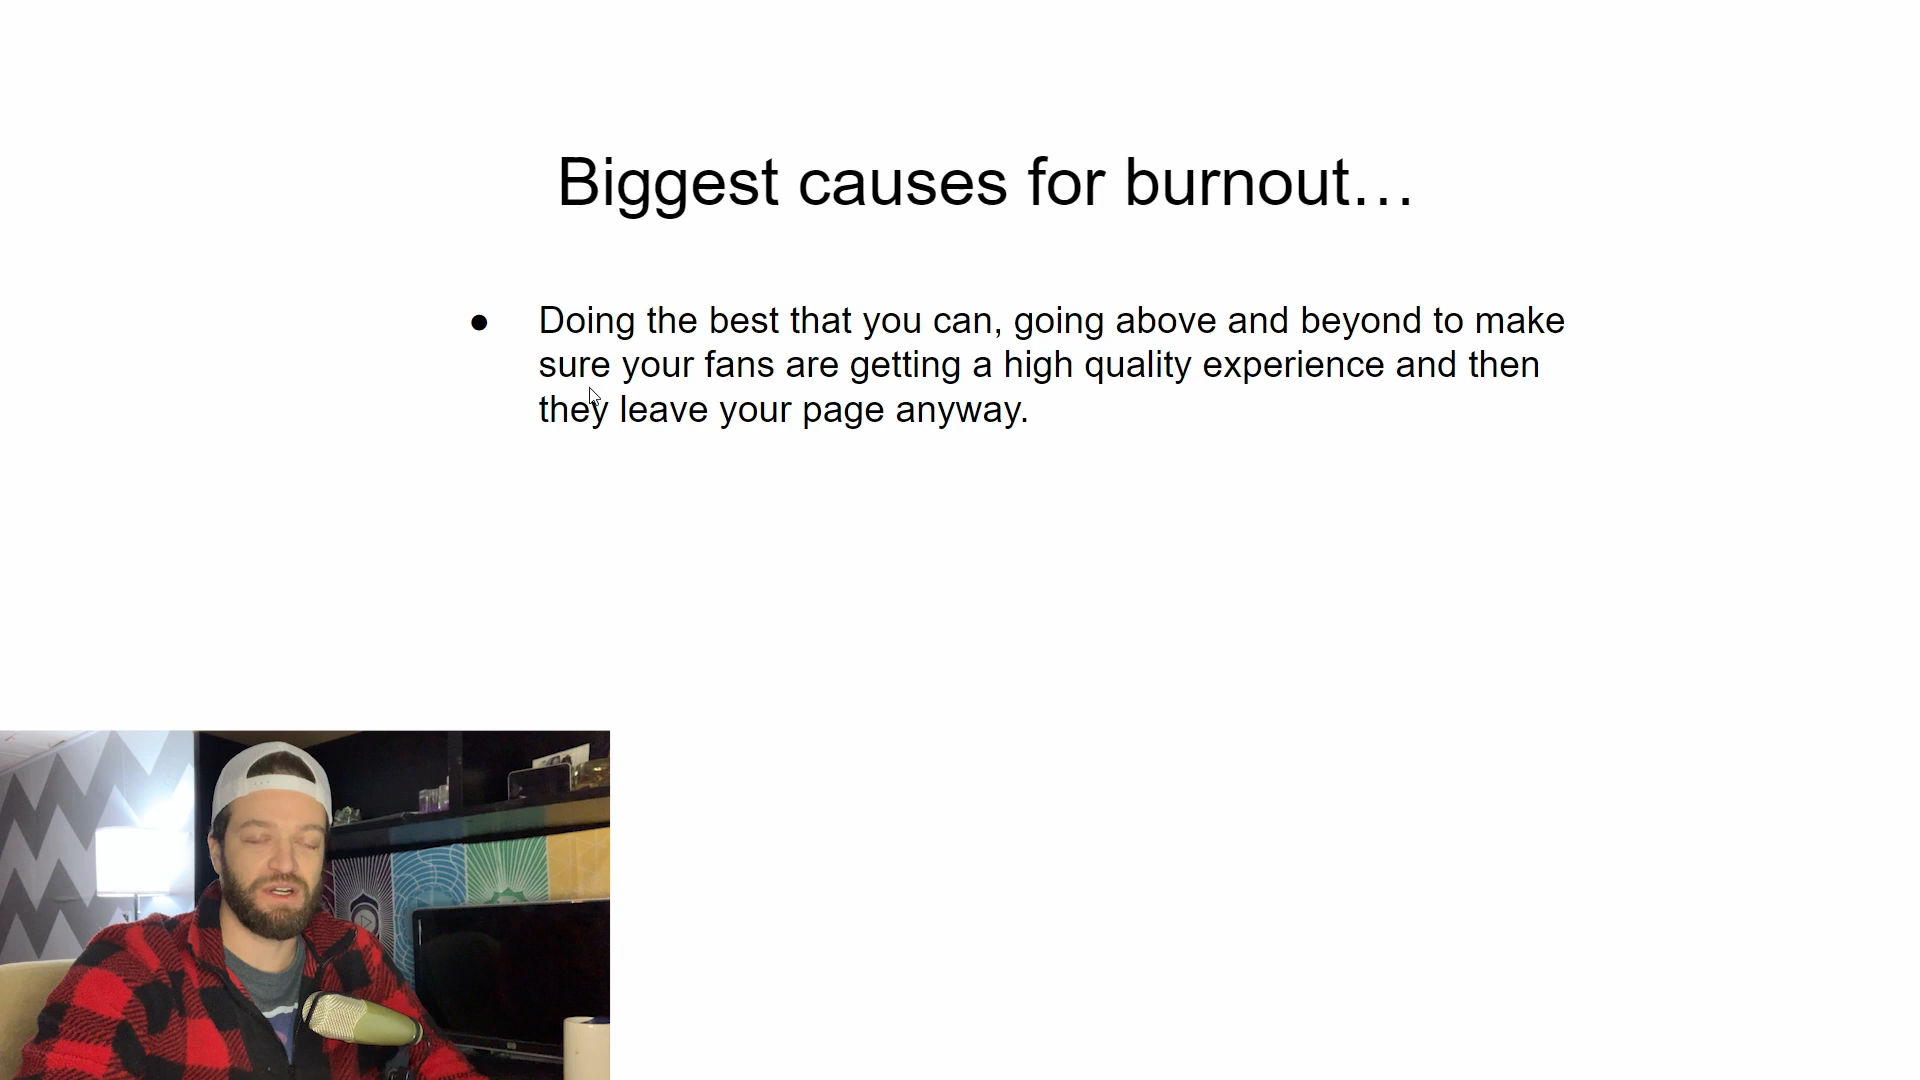 Biggest causes for burnout…
● Doing the best that you can, going above and beyond to make
sure your fans are getting a high quality experience and then
they leave your page anyway.